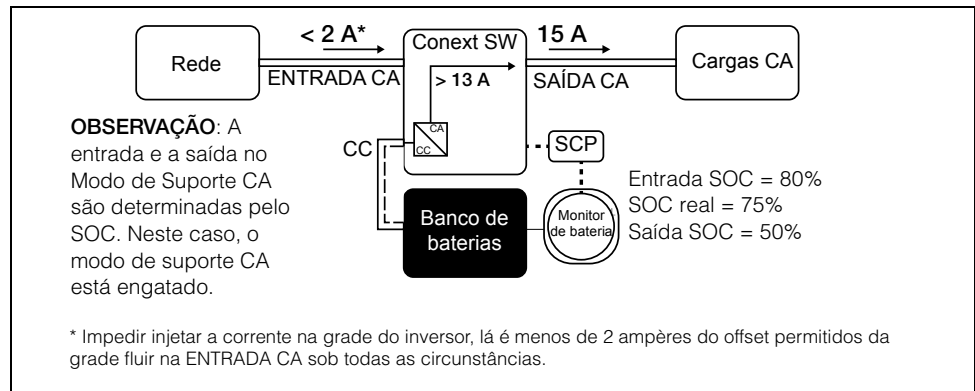 < 2 A*
Conext SW
15 A
Rede
Cargas CA
ENTRADA CA
> 13 A
SAÍDA CA
OBSERVAÇÃO: A
entrada e a saída no
Modo de Suporte CA
são determinadas pelo
SOC. Neste caso, o
modo de suporte CA
está engatado.
CC
CA
CC
SCP
Banco de
baterias
Monitor
de bateria
Entrada SOC = 80%
SOC real = 75%
Saída SOC = 50%
* Impedir injetar a corrente na grade do inversor, lá é menos de 2 ampères do offset permitidos da
grade fluir na ENTRADA CA sob todas as circunstâncias.